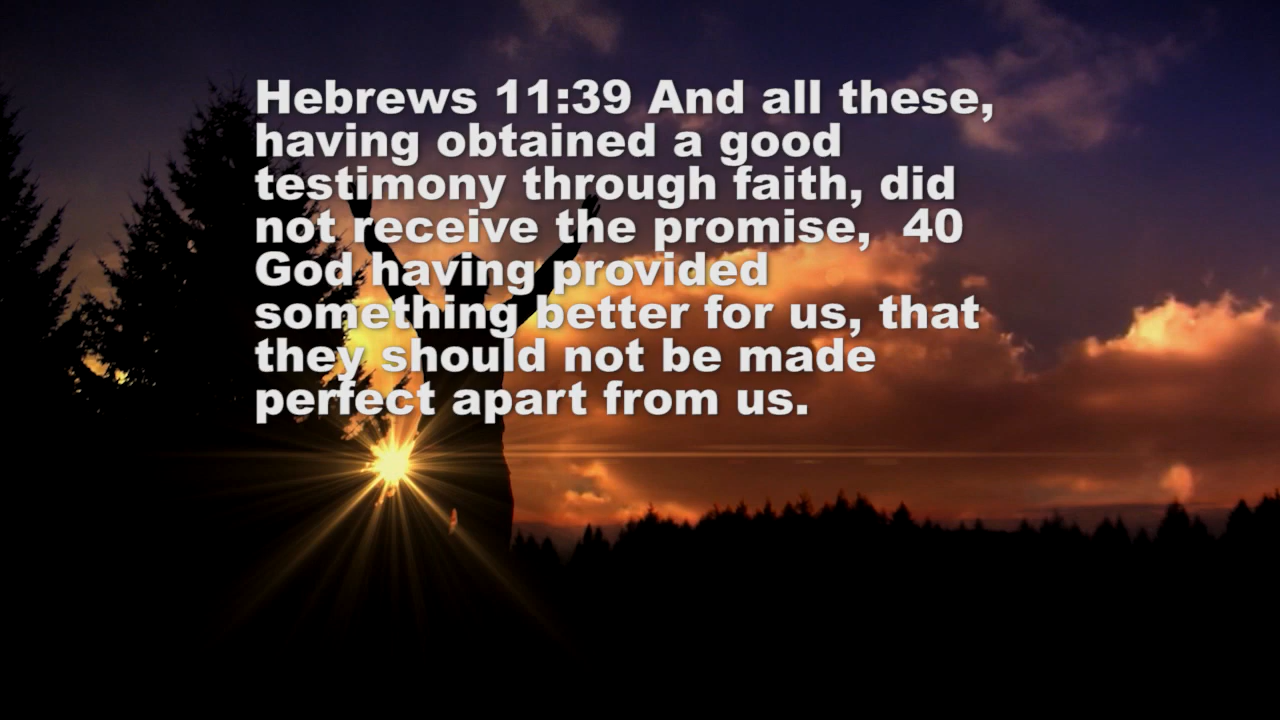 Hebrews 11:39 And all these,
having obtained a good
testimony through faith, did
not receive the promise,  40
God having provided
something better for us, that
they should not be made
perfect apart from us.